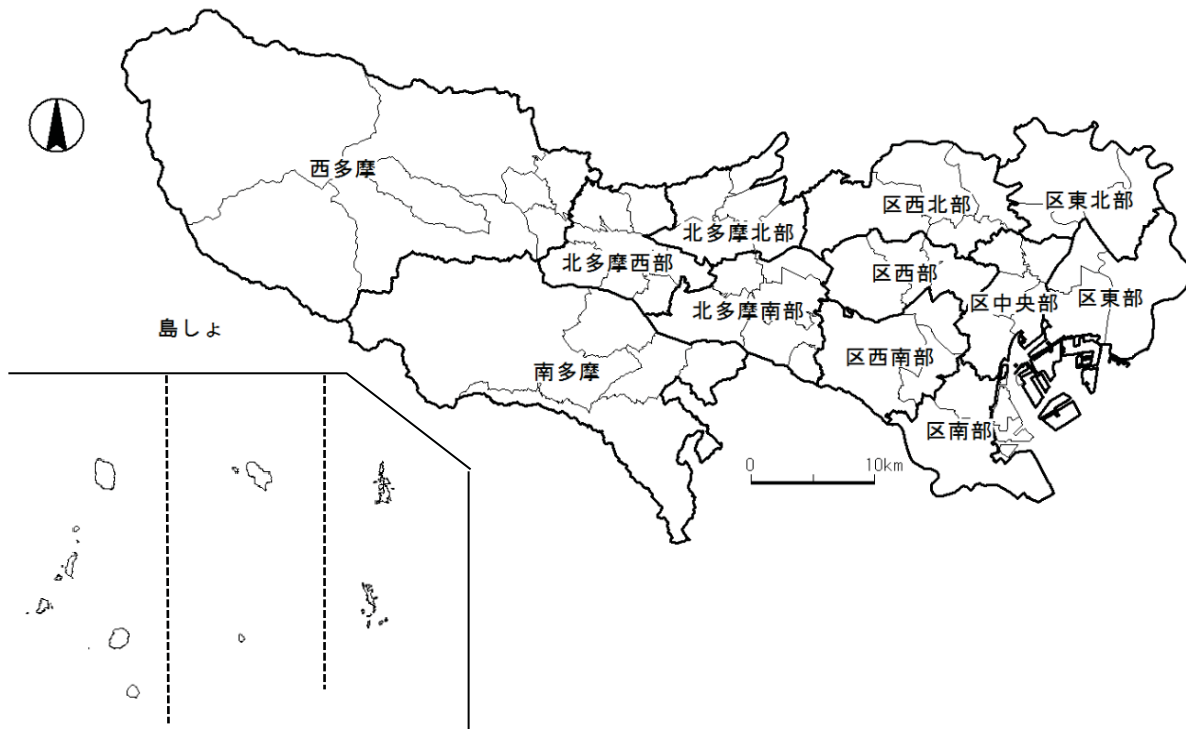 西多摩
区西北部
区東北部
北多摩北部
北多摩西部
区西部
区中央部
区東部
北多摩南部
島しょ
区西南部
南多摩
区南部
0
10km